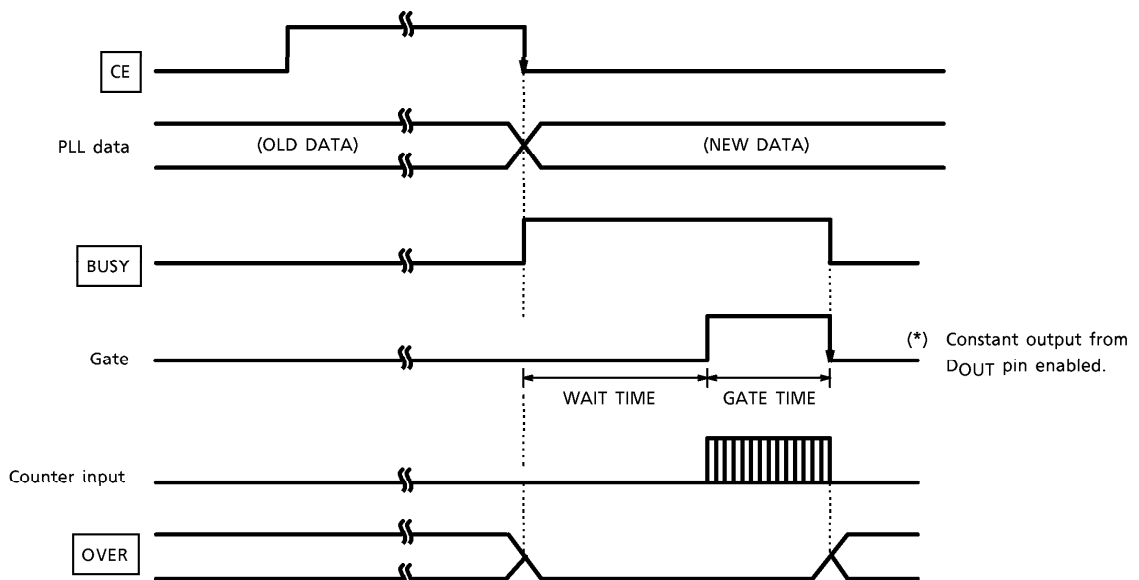 CE
PLL data
(OLD DATA)
(NEW DATA)
BUSY
Gate
(*) Constant output from
DOUT pin enabled.
WAIT TIME
GATE TIME
Counter input
OVER